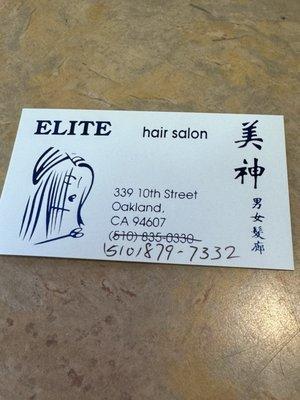 ELITE hair salon
美神
男女髮廊
339 10th Street
Oakland,
CA 94607
(510) 835-0330
(510) 879-7332